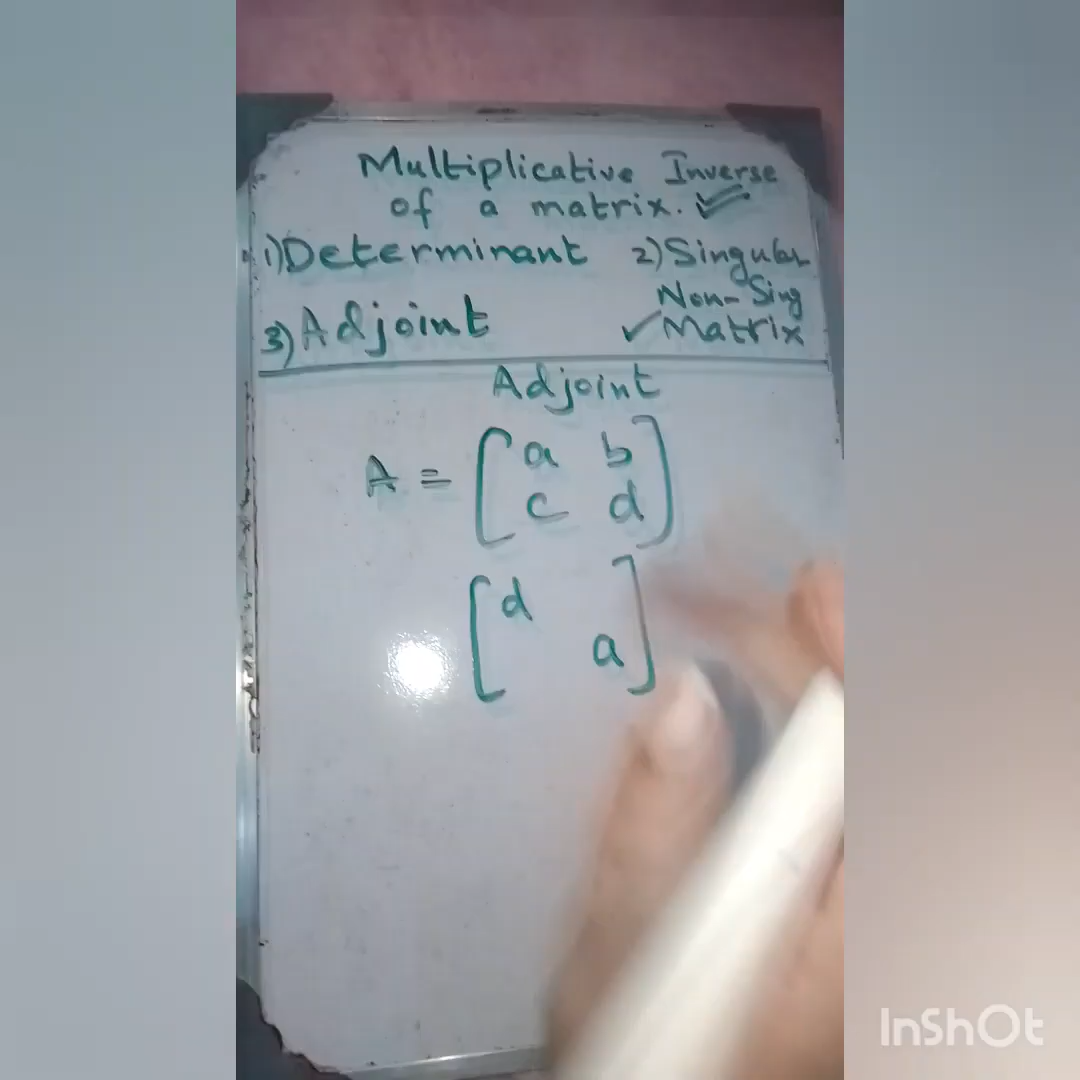 Multiplicative Inverse
of a matrix. ✓
1) Determinant 2) Singular
Non-Sing
3) Adjoint ✓ Matrix
Adjoint
A = [ a b
c d ]
[ d
a ]
InShOt